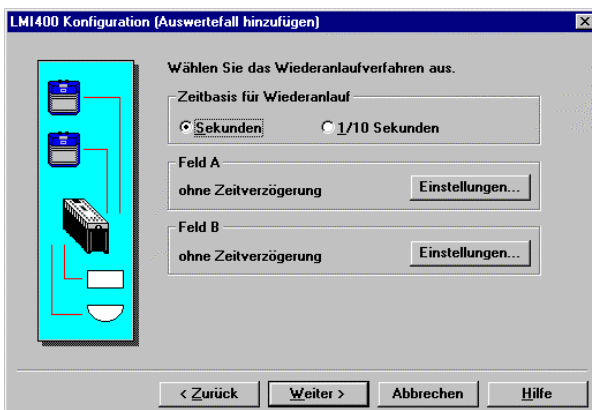 LMI400 Konfiguration (Auswertefall hinzufügen)
Wählen Sie das Wiederanlaufverfahren aus.
Zeitbasis für Wiederanlauf
Sekunden 1/10 Sekunden
Feld A
ohne Zeitverzögerung Einstellungen...
Feld B
ohne Zeitverzögerung Einstellungen...
< Zurück Weiter > Abbrechen Hilfe